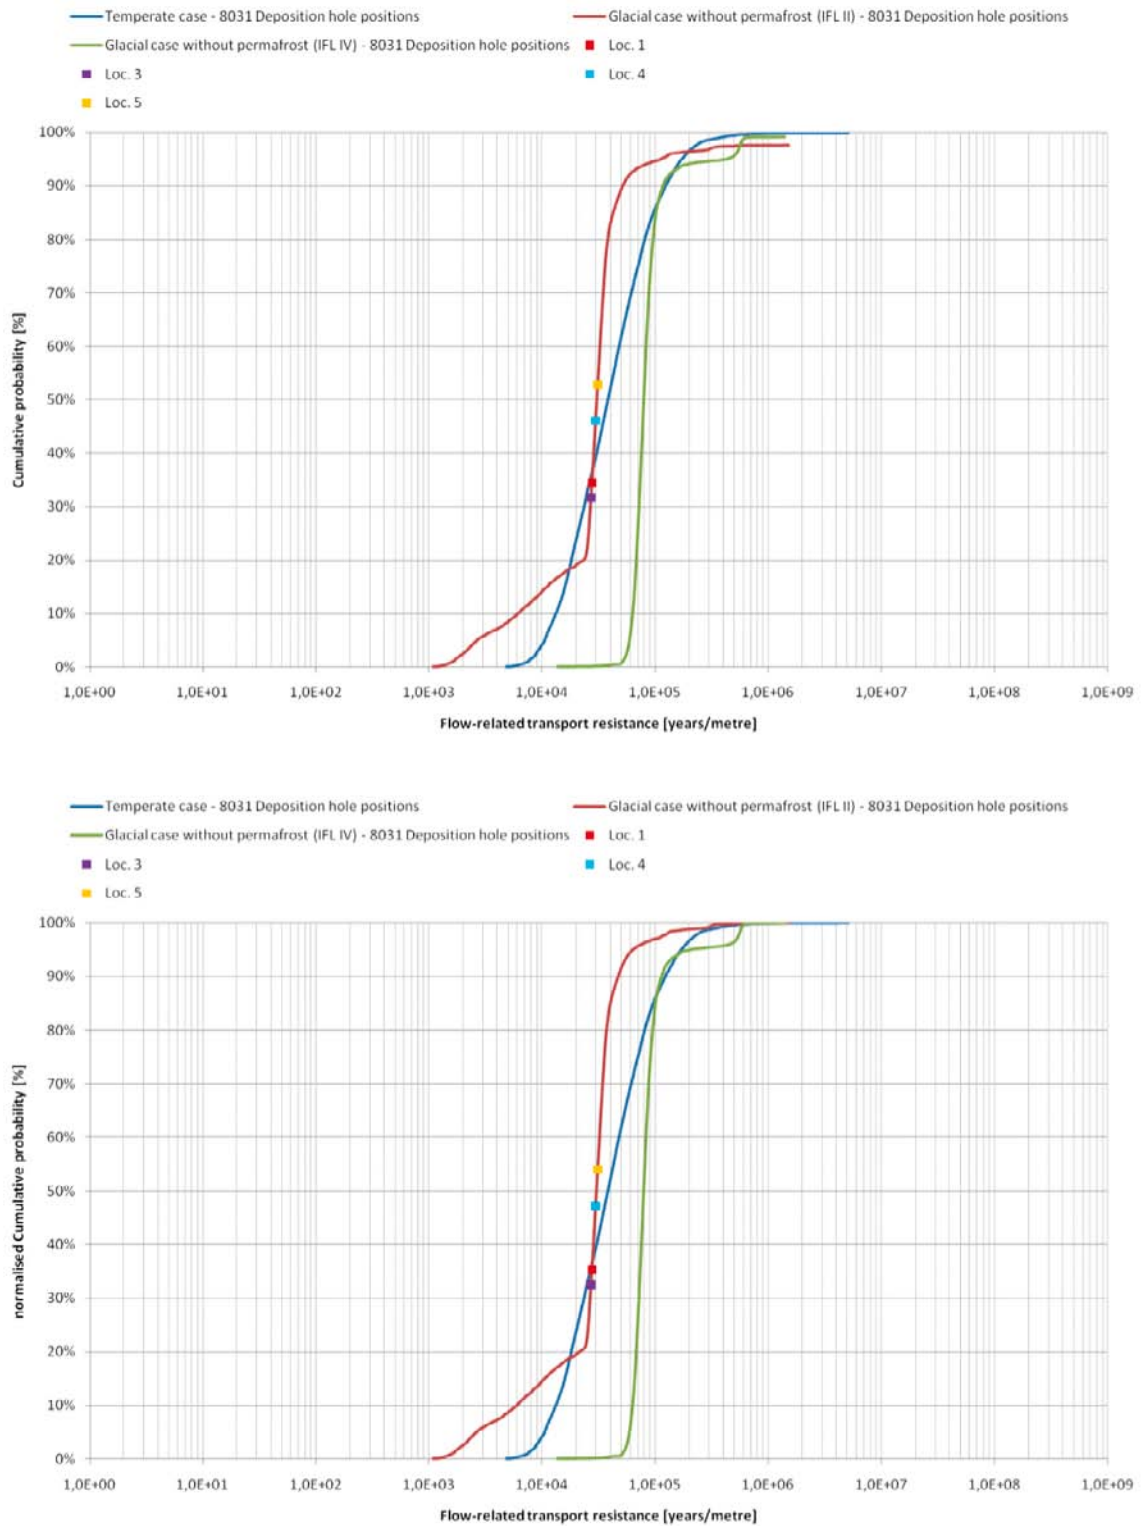 Temperate case - 8031 Deposition hole positions
Glacial case without permafrost (IFL II) - 8031 Deposition hole positions
Glacial case without permafrost (IFL IV) - 8031 Deposition hole positions
Loc. 1
Loc. 3
Loc. 4
Loc. 5
100%
90%
80%
70%
60%
50%
40%
30%
20%
10%
0%
Cumulative probability [%]
1,0E+00 1,0E+01 1,0E+02 1,0E+03 1,0E+04 1,0E+05 1,0E+06 1,0E+07 1,0E+08 1,0E+09
Flow-related transport resistance [years/metre]
Temperate case - 8031 Deposition hole positions
Glacial case without permafrost (IFL II) - 8031 Deposition hole positions
Glacial case without permafrost (IFL IV) - 8031 Deposition hole positions
Loc. 1
Loc. 3
Loc. 4
Loc. 5
100%
90%
80%
70%
60%
50%
40%
30%
20%
10%
0%
normalised Cumulative probability [%]
1,0E+00 1,0E+01 1,0E+02 1,0E+03 1,0E+04 1,0E+05 1,0E+06 1,0E+07 1,0E+08 1,0E+09
Flow-related transport resistance [years/metre]